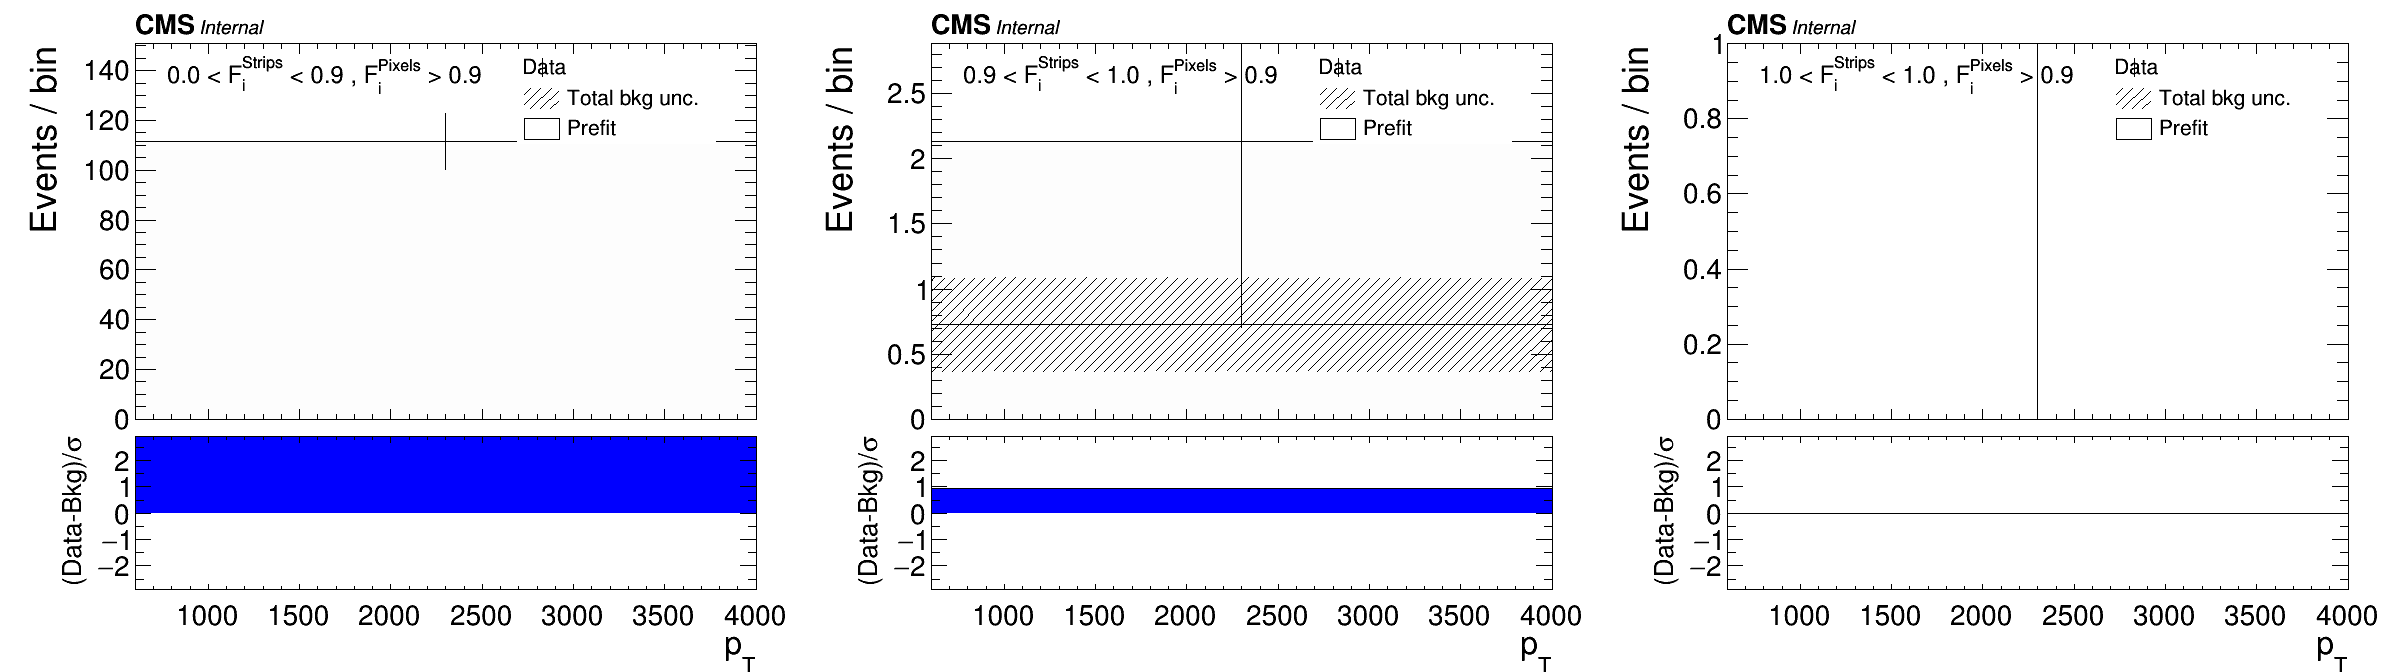 CMS Internal
Events / bin
0.0 < F_i^Strips < 0.9 , F_i^Pixels > 0.9
Data
Total bkg unc.
Prefit
140
120
100
80
60
40
20
0
(Data-Bkg)/σ
2
1
0
−1
−2
1000 1500 2000 2500 3000 3500 4000
p_T
CMS Internal
Events / bin
0.9 < F_i^Strips < 1.0 , F_i^Pixels > 0.9
Data
Total bkg unc.
Prefit
2.5
2
1.5
1
0.5
0
(Data-Bkg)/σ
2
1
0
−1
−2
1000 1500 2000 2500 3000 3500 4000
p_T
CMS Internal
Events / bin
1.0 < F_i^Strips < 1.0 , F_i^Pixels > 0.9
Data
Total bkg unc.
Prefit
1
0.8
0.6
0.4
0.2
0
(Data-Bkg)/σ
2
1
0
−1
−2
1000 1500 2000 2500 3000 3500 4000
p_T